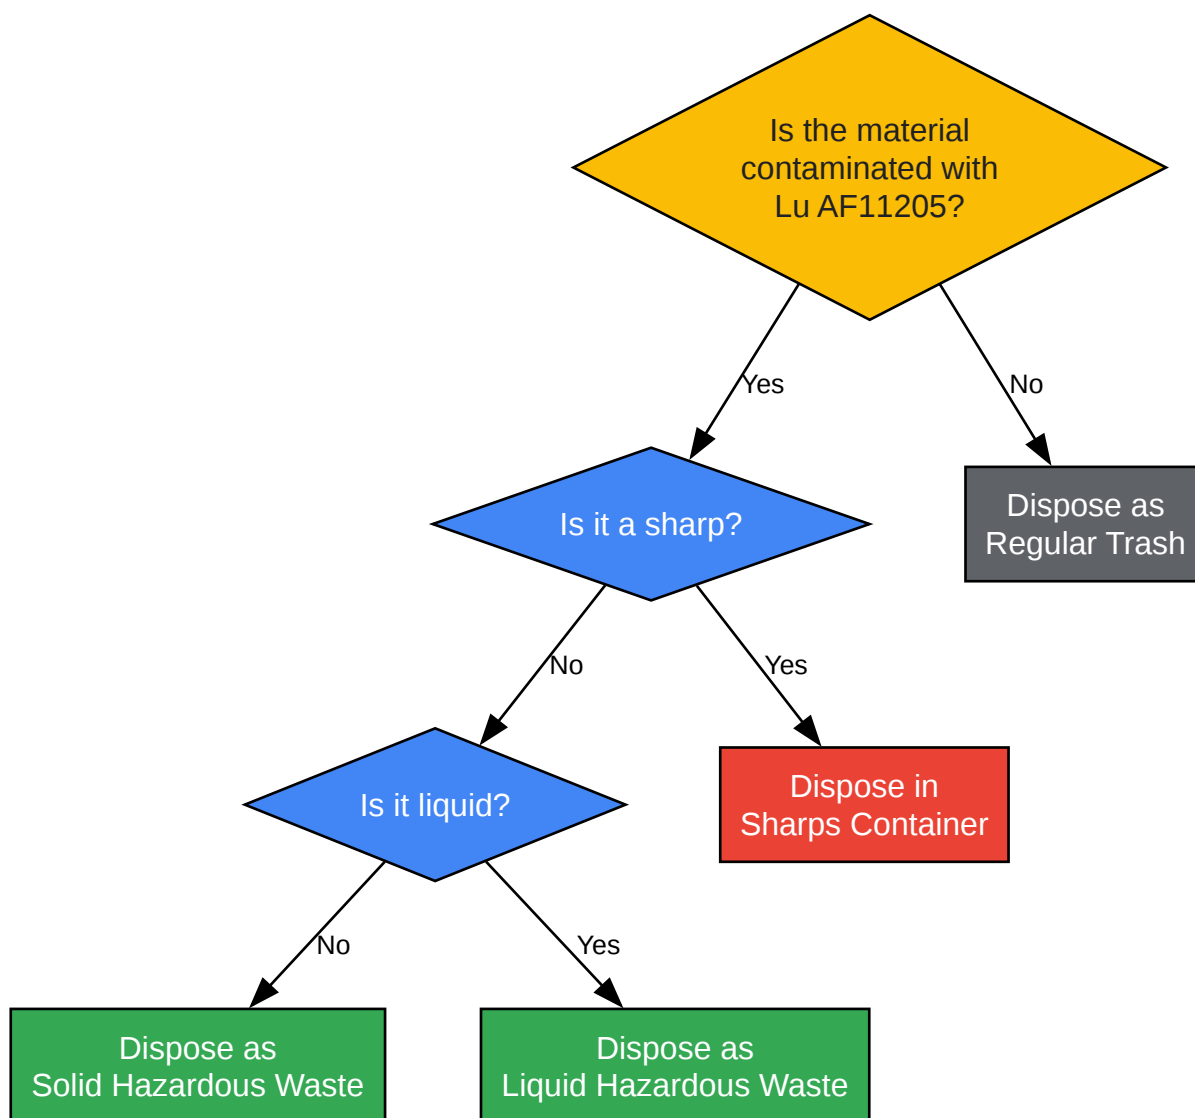 Is the material
contaminated with
Lu AF11205?
Yes
No
Is it a sharp?
Dispose as
Regular Trash
No
Yes
Is it liquid?
Dispose in
Sharps Container
No
Yes
Dispose as
Solid Hazardous Waste
Dispose as
Liquid Hazardous Waste